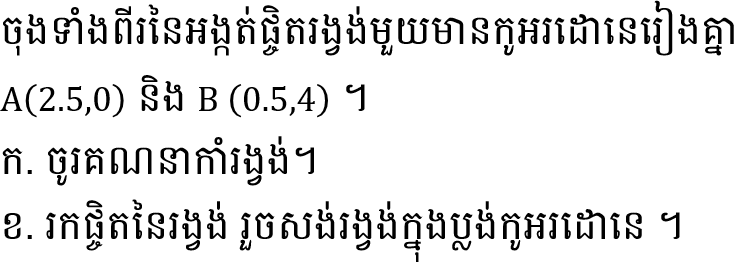 ចុងទាំងពីរនៃអង្កត់ផ្ចិតរង្វង់មួយមានកូអរដោនេរៀងគ្នា
A(2.5,0) និង B (0.5,4) ។
ក. ចូរគណនាកាំរង្វង់។
ខ. រកផ្ចិតនៃរង្វង់ រួចសង់រង្វង់ក្នុងប្លង់កូអរដោនេ ។